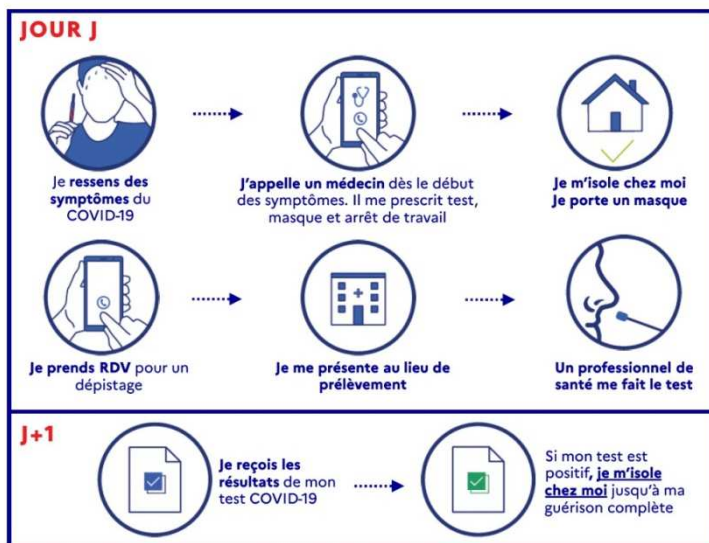 JOUR J
Je ressens des
symptômes du
COVID-19
J'appelle un médecin dès le début
des symptômes. Il me prescrit test,
masque et arrêt de travail
Je m'isole chez moi
Je porte un masque
Je prends RDV pour un
dépistage
Je me présente au lieu de
prélèvement
Un professionnel de
santé me fait le test
J+1
Je reçois les
résultats de mon
test COVID-19
Si mon test est
positif, je m'isole
chez moi jusqu'à ma
guérison complète